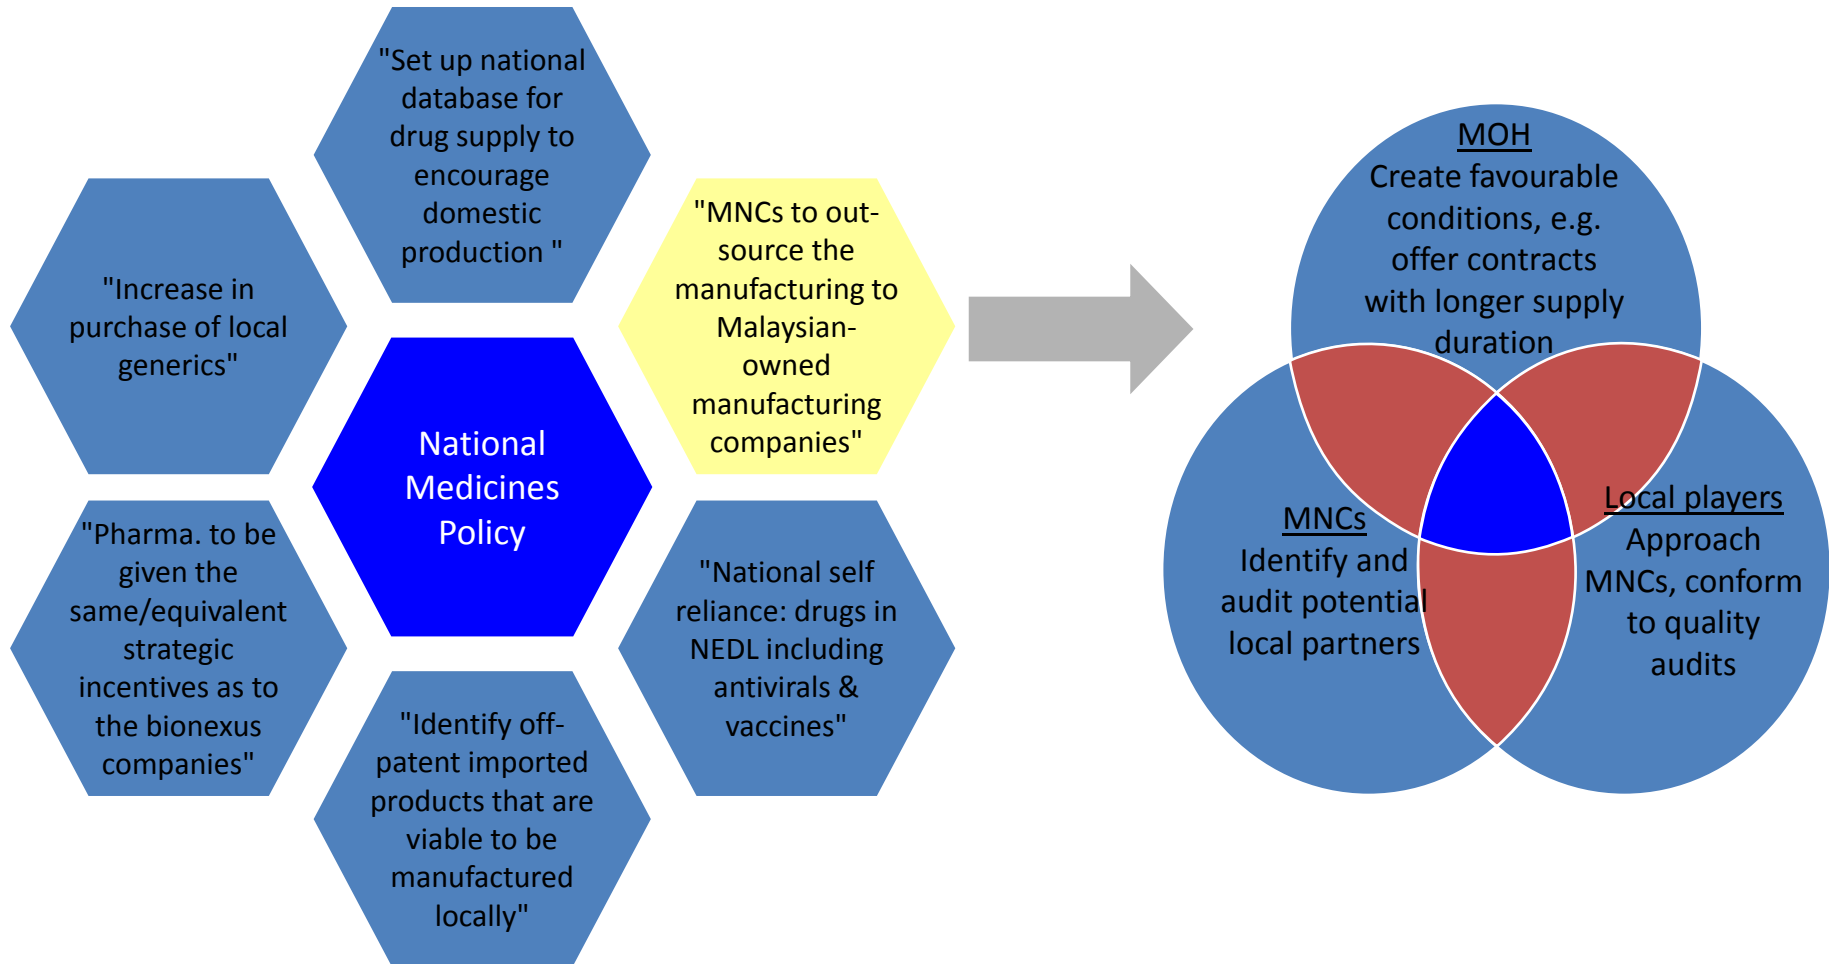 "Set up national
database for
drug supply to
encourage
domestic
production "
"MNCs to out-
source the
manufacturing to
Malaysian-
owned
manufacturing
companies"
"Increase in
purchase of local
generics"
National
Medicines
Policy
"Pharma. to be
given the
same/equivalent
strategic
incentives as to
the bionexus
companies"
"National self
reliance: drugs in
NEDL including
antivirals &
vaccines"
"Identify off-
patent imported
products that are
viable to be
manufactured
locally"
MOH
Create favourable
conditions, e.g.
offer contracts
with longer supply
duration
MNCs
Identify and
audit potential
local partners
Local players
Approach
MNCs, conform
to quality
audits